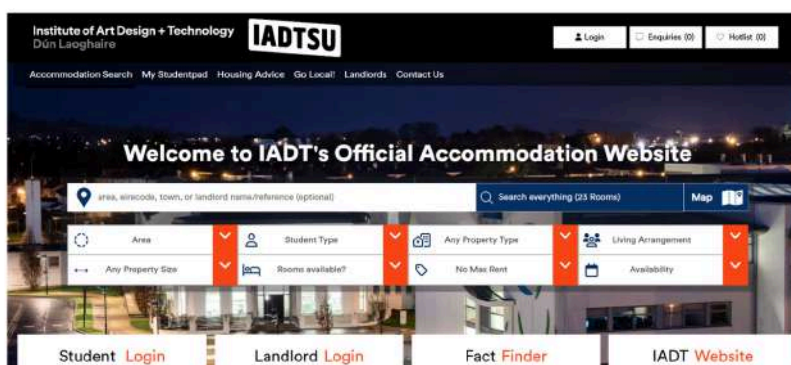 Institute of Art Design + Technology
Dún Laoghaire
IADTSU
Login
Enquiries (0)
Hotlist (0)
Accommodation Search My Studentpad Housing Advice Go Local! Landlords Contact Us
Welcome to IADT's Official Accommodation Website
area, eirecode, town, or landlord name/reference (optional)
Search everything (23 Rooms)
Map
Area
Student Type
Any Property Type
Living Arrangement
Any Property Size
Rooms available?
No Max Rent
Availability
Student Login
Landlord Login
Fact Finder
IADT Website